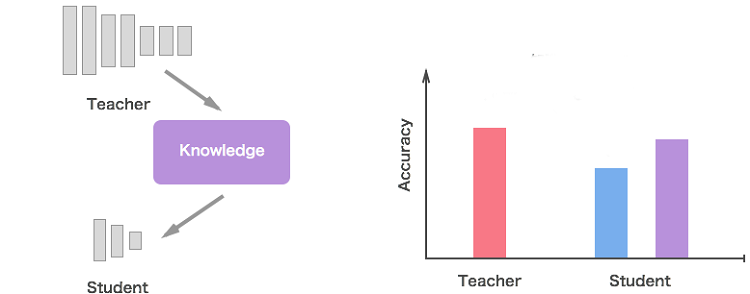 Teacher
Knowledge
Student
Accuracy
Teacher
Student